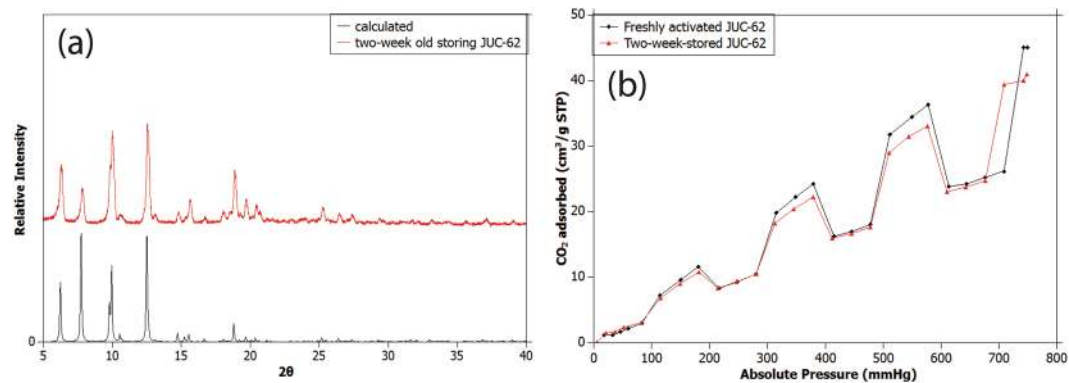 (a)
calculated
two-week old storing JUC-62
Relative Intensity
0
5 10 15 20 25 30 35 40
2θ
(b)
Freshly activated JUC-62
Two-week-stored JUC-62
CO₂ adsorbed (cm³/g STP)
50
40
30
20
10
0
0 100 200 300 400 500 600 700 800
Absolute Pressure (mmHg)